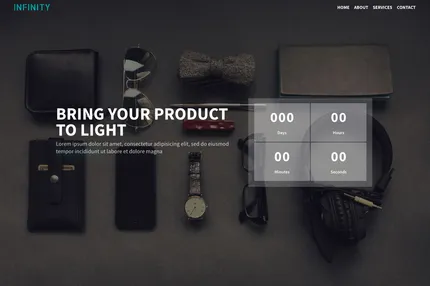 INFINITY
HOME ABOUT SERVICES CONTACT
BRING YOUR PRODUCT
TO LIGHT
Lorem ipsum dolor sit amet, consectetur adipisicing elit, sed do eiusmod
tempor incididunt ut labore et dolore magna
000 00
Days Hours
00 00
Minutes Seconds